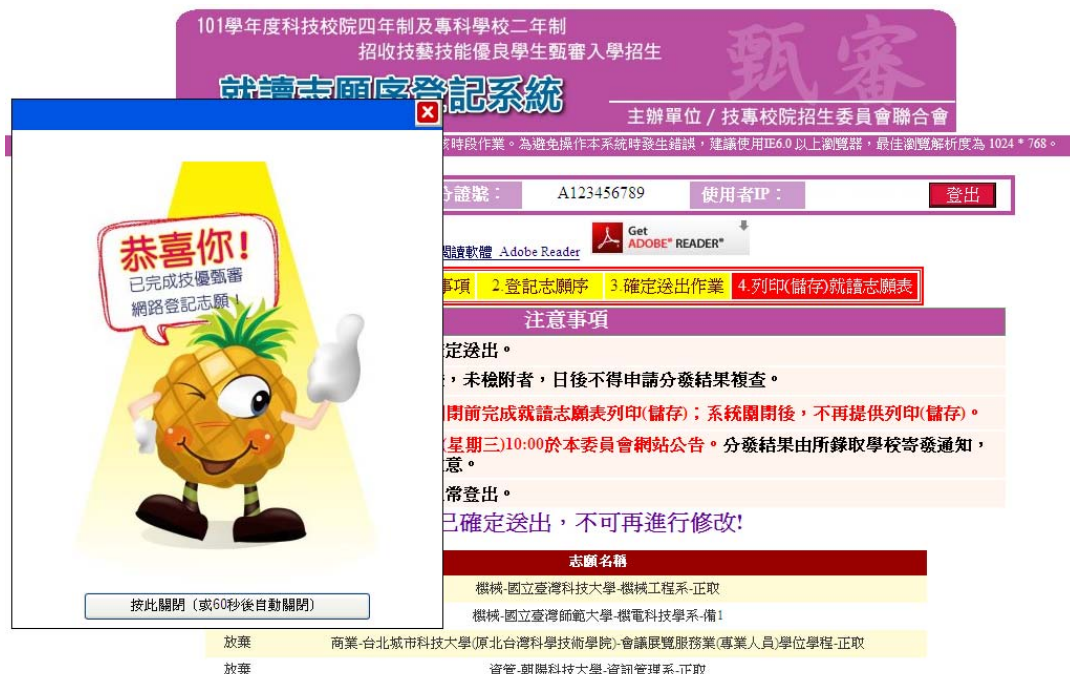 101學年度科技校院四年制及專科學校二年制
招收技藝技能優良學生甄審入學招生
甄審
就讀志願序登記系統
主辦單位 / 技專校院招生委員會聯合會
時段作業。為避免操作本系統時發生錯誤,建議使用IE6.0 以上瀏覽器,最佳瀏覽解析度為 1024 * 768。
分證號: A123456789 使用者IP: 登出
閱讀軟體 Adobe Reader Get ADOBE® READER®
事項 2.登記志願序 3.確定送出作業 4.列印(儲存)就讀志願表
注意事項
定送出。
,未檢附者,日後不得申請分發結果複查。
關閉前完成就讀志願表列印(儲存);系統關閉後,不再提供列印(儲存)。
(星期三)10:00於本委員會網站公告。分發結果由所錄取學校寄發通知,
意。
常登出。
已確定送出,不可再進行修改!
恭喜你!
已完成技優甄審
網路登記志願!
按此關閉〔或60秒後自動關閉〕
志願名稱
機械-國立臺灣科技大學-機械工程系-正取
機械-國立臺灣師範大學-機電科技學系-備1
放棄 商業-台北城市科技大學(原北台灣科學技術學院)-會議展覽服務業(專業人員)學位學程-正取
放棄 資管-朝陽科技大學-資訊管理系-正取